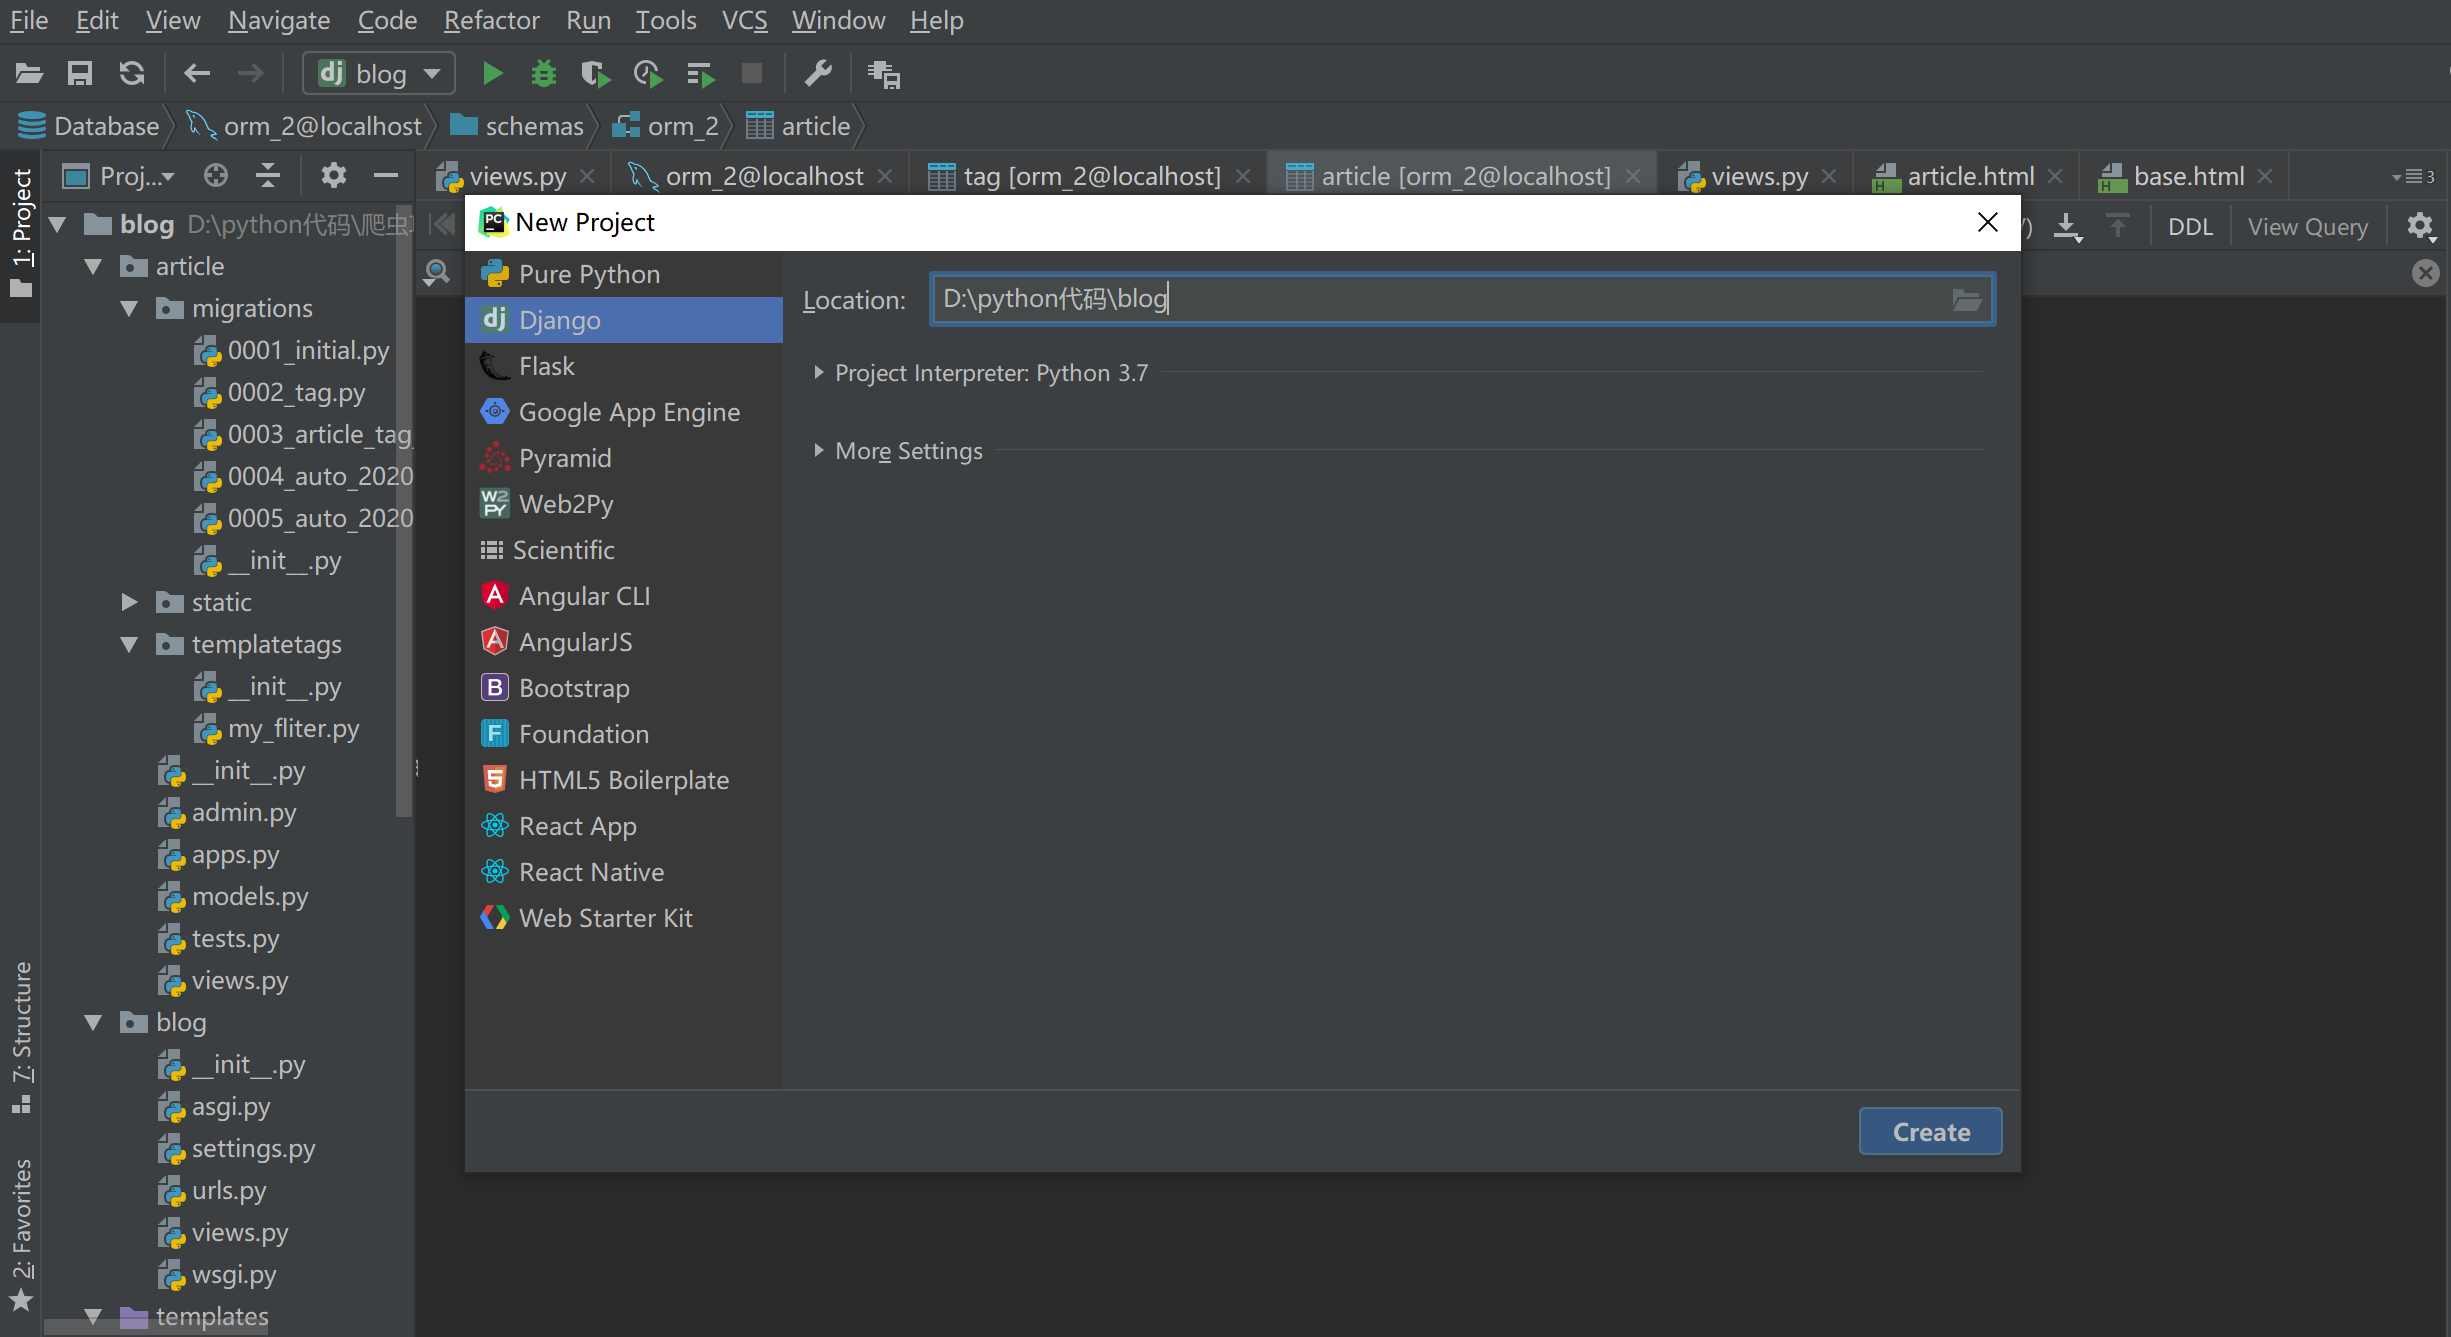 File Edit View Navigate Code Refactor Run Tools VCS Window Help
dj blog
Database orm_2@localhost schemas orm_2 article
Proj...
views.py orm_2@localhost tag [orm_2@localhost] article [orm_2@localhost] views.py article.html base.html 3
1: Project
7: Structure
2: Favorites
blog D:\python代码\爬虫
article
migrations
0001_initial.py
0002_tag.py
0003_article_tag
0004_auto_2020
0005_auto_2020
__init__.py
static
templatetags
__init__.py
my_fliter.py
__init__.py
admin.py
apps.py
models.py
tests.py
views.py
blog
__init__.py
asgi.py
settings.py
urls.py
views.py
wsgi.py
templates
DDL View Query
PC New Project
Pure Python
dj Django
Flask
Google App Engine
Pyramid
W2PY Web2Py
Scientific
A Angular CLI
A AngularJS
B Bootstrap
F Foundation
5 HTML5 Boilerplate
React App
React Native
Web Starter Kit
Location: D:\python代码\blog
Project Interpreter: Python 3.7
More Settings
Create